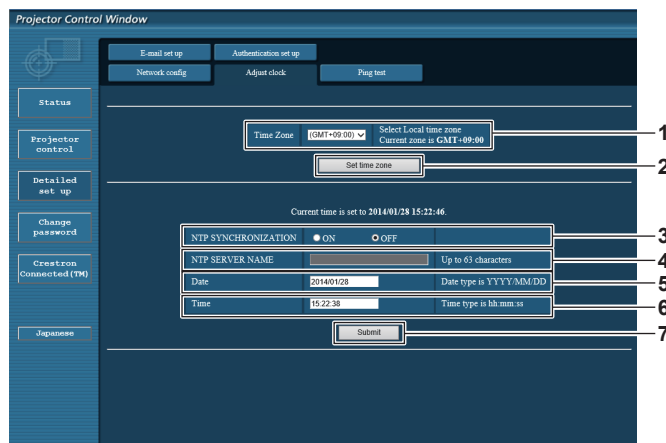 Projector Control Window
E-mail set up
Authentication set up
Network config
Adjust clock
Ping test
Status
Projector
control
Detailed
set up
Change
password
Crestron
Connected(TM)
Japanese
Time Zone
(GMT+09:00)
Select Local time zone
Current zone is GMT+09:00
1
Set time zone
2
Current time is set to 2014/01/28 15:22:46.
NTP SYNCHRONIZATION
ON
OFF
3
NTP SERVER NAME
Up to 63 characters
4
Date
2014/01/28
Date type is YYYY/MM/DD
5
Time
15:22:38
Time type is hh:mm:ss
6
Submit
7